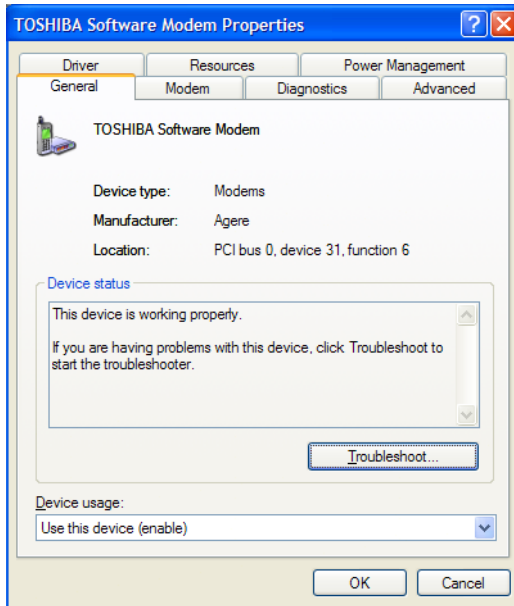 TOSHIBA Software Modem Properties
Driver
Resources
Power Management
General
Modem
Diagnostics
Advanced
TOSHIBA Software Modem
Device type: Modems
Manufacturer: Agere
Location: PCI bus 0, device 31, function 6
Device status
This device is working properly.
If you are having problems with this device, click Troubleshoot to
start the troubleshooter.
Troubleshoot...
Device usage:
Use this device (enable)
OK
Cancel